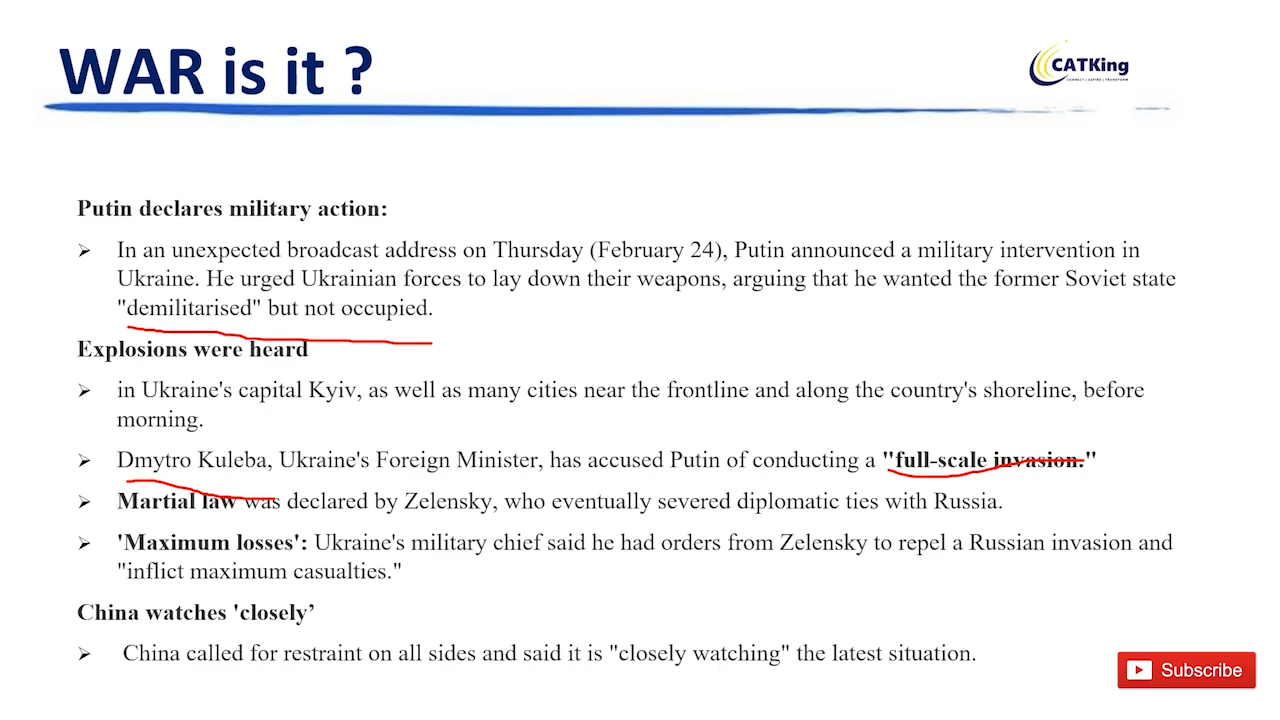 WAR is it ?
CATKing
CONNECT | ASPIRE | TRANSFORM
Putin declares military action:
➢ In an unexpected broadcast address on Thursday (February 24), Putin announced a military intervention in
Ukraine. He urged Ukrainian forces to lay down their weapons, arguing that he wanted the former Soviet state
"demilitarised" but not occupied.
Explosions were heard
➢ in Ukraine's capital Kyiv, as well as many cities near the frontline and along the country's shoreline, before
morning.
➢ Dmytro Kuleba, Ukraine's Foreign Minister, has accused Putin of conducting a "full-scale invasion."
➢ Martial law was declared by Zelensky, who eventually severed diplomatic ties with Russia.
➢ 'Maximum losses': Ukraine's military chief said he had orders from Zelensky to repel a Russian invasion and
"inflict maximum casualties."
China watches 'closely’
➢ China called for restraint on all sides and said it is "closely watching" the latest situation.
Subscribe